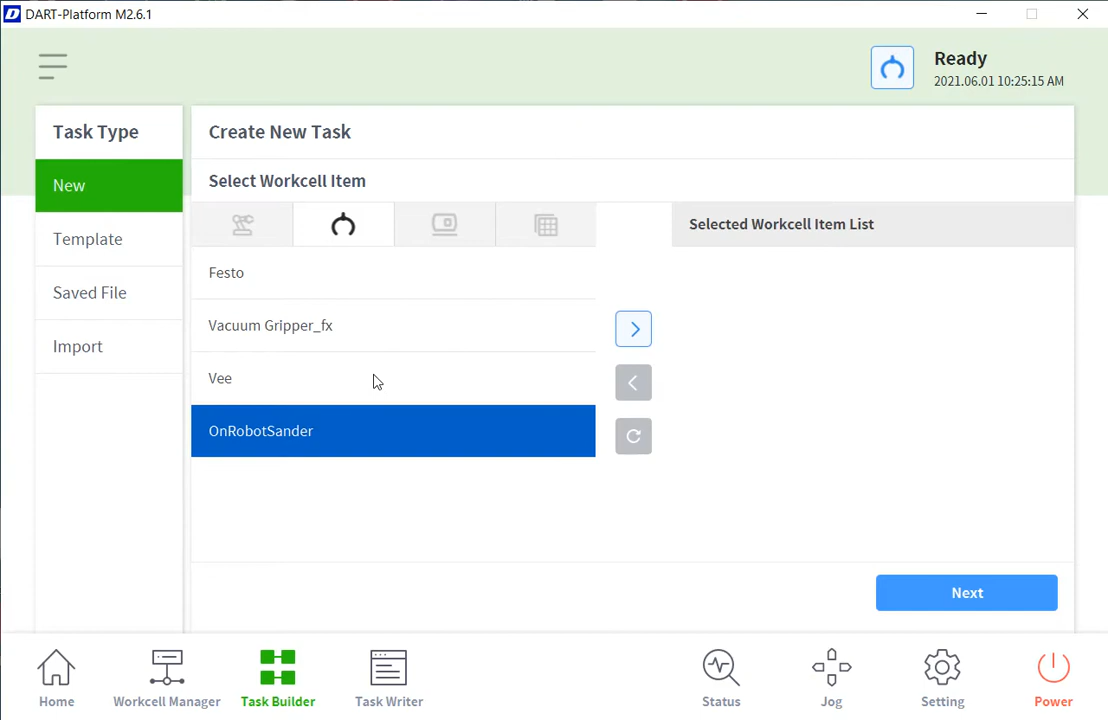 DART-Platform M2.6.1
Ready
2021.06.01 10:25:15 AM
Task Type
New
Template
Saved File
Import
Create New Task
Select Workcell Item
Selected Workcell Item List
Festo
Vacuum Gripper_fx
Vee
OnRobotSander
Next
Home
Workcell Manager
Task Builder
Task Writer
Status
Jog
Setting
Power